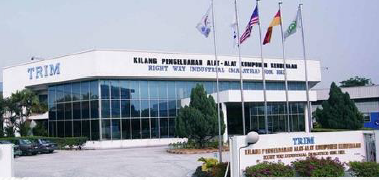 TRIM
KILANG PENGELUARAN ALAT-ALAT KOMPONEN KENDERAAN
RIGHT WAY INDUSTRIAL (MALAYSIA) SDN. BHD.
TRIM
KILANG PENGELUARAN ALAT-ALAT KOMPONEN KENDERAAN
RIGHT WAY INDUSTRIAL (MALAYSIA) SDN. BHD.